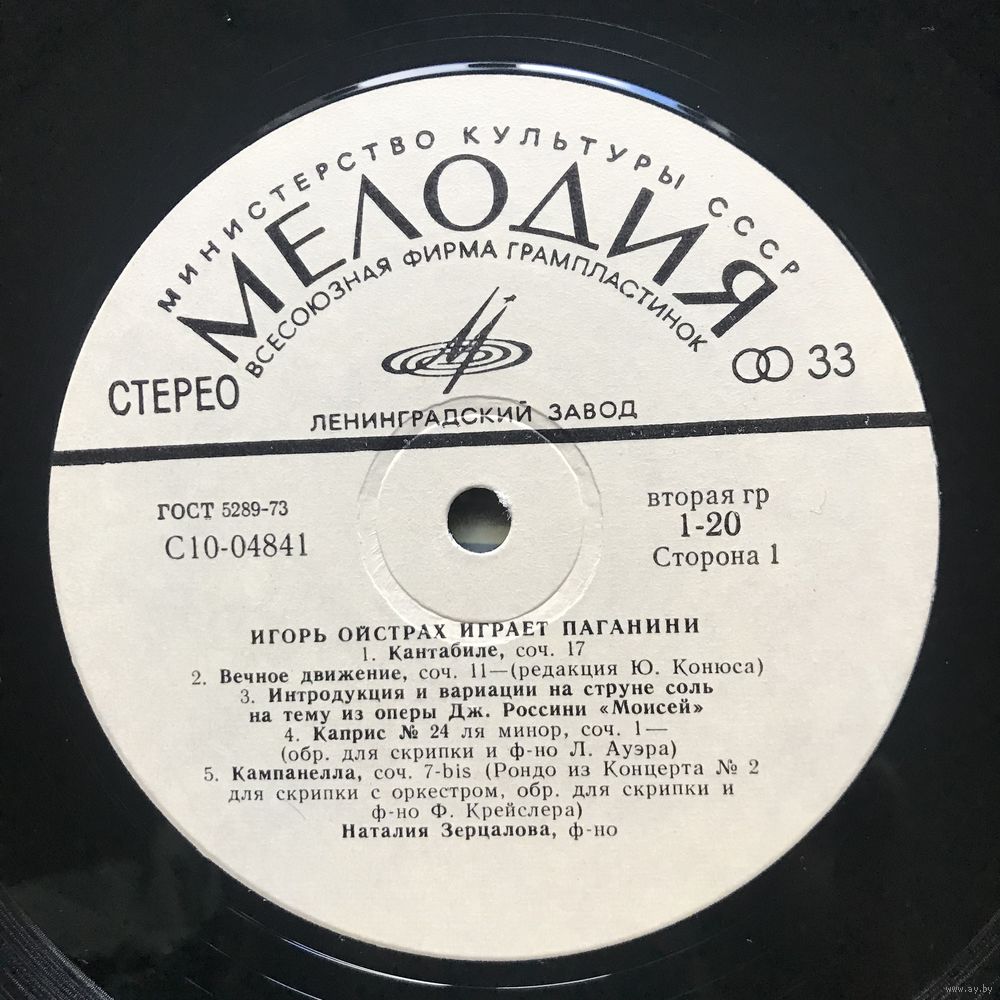 МИНИСТЕРСТВО КУЛЬТУРЫ СССР
МЕЛОДИЯ
ВСЕСОЮЗНАЯ ФИРМА ГРАМПЛАСТИНОК
СТЕРЕО
33
ЛЕНИНГРАДСКИЙ ЗАВОД
ГОСТ 5289-73
С10-04841
вторая гр
1-20
Сторона 1
ИГОРЬ ОЙСТРАХ ИГРАЕТ ПАГАНИНИ
1. Кантабиле, соч. 17
2. Вечное движение, соч. 11—(редакция Ю. Конюса)
3. Интродукция и вариации на струне соль
на тему из оперы Дж. Россини «Моисей»
4. Каприс № 24 ля минор, соч. 1—
(обр. для скрипки и ф-но Л. Ауэра)
5. Кампанелла, соч. 7-bis (Рондо из Концерта № 2
для скрипки с оркестром, обр. для скрипки и
ф-но Ф. Крейслера)
Наталия Зерцалова, ф-но
www.ay.by